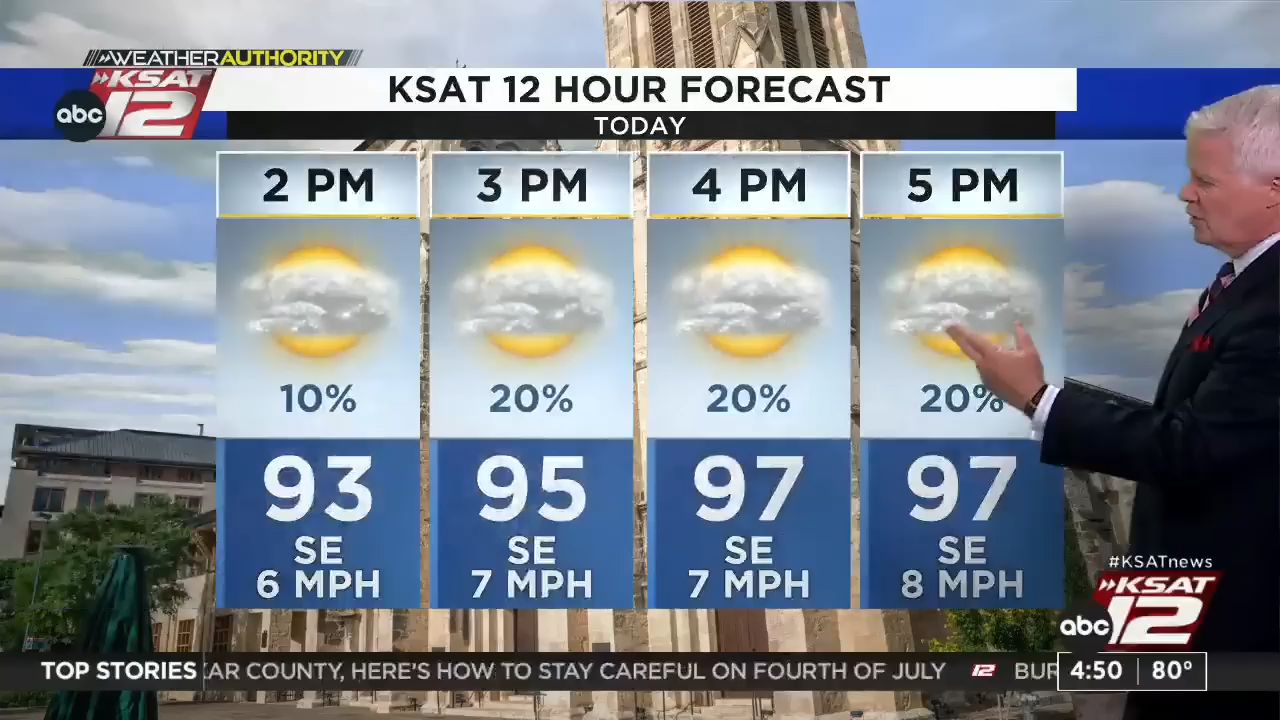 WEATHERAUTHORITY
KSAT
abc 12
KSAT 12 HOUR FORECAST
TODAY
2 PM
10%
93
SE
6 MPH
3 PM
20%
95
SE
7 MPH
4 PM
20%
97
SE
7 MPH
5 PM
20%
97
SE
8 MPH
#KSATnews
KSAT
abc 12
TOP STORIES
AR COUNTY, HERE'S HOW TO STAY CAREFUL ON FOURTH OF JULY 12 BUR
4:50 80°